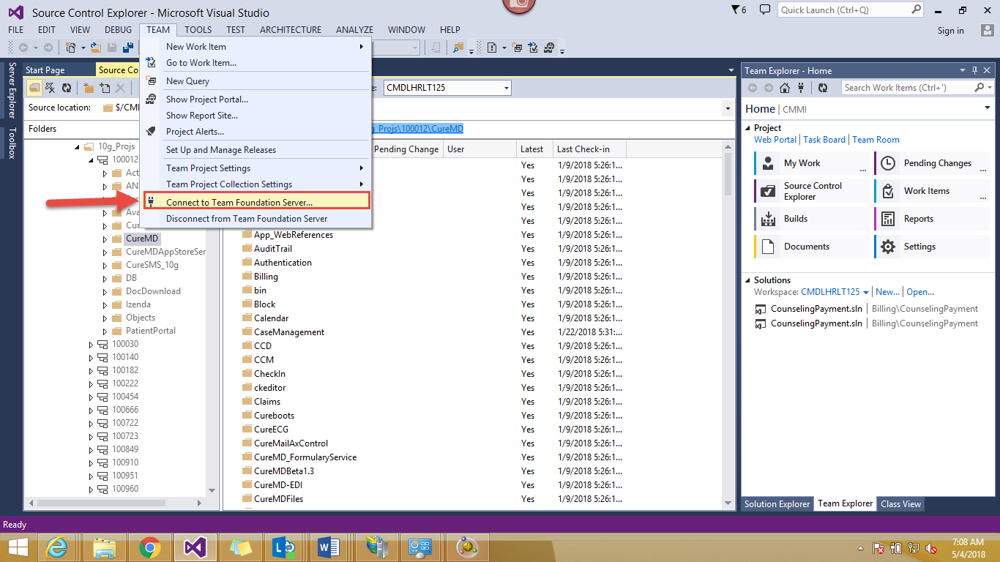 Source Control Explorer - Microsoft Visual Studio
6
Quick Launch (Ctrl+Q)
FILE EDIT VIEW DEBUG TEAM TOOLS TEST ARCHITECTURE ANALYZE WINDOW HELP
Sign in
New Work Item
Go to Work Item...
New Query
Show Project Portal...
Show Report Site...
Project Alerts...
Set Up and Manage Releases
Team Project Settings
Team Project Collection Settings
Connect to Team Foundation Server...
Disconnect from Team Foundation Server
Server Explorer
Toolbox
Start Page
Source Co
CMDLHRLT125
Source location: $/CM
Folders
_Projs\100012\CureMD
10g_Projs
100012
Act
AN
Ava
Cur
CureMD
CureMDAppStoreSer
CureSMS_10g
DB
DocDownload
Izenda
Objects
PatientPortal
100030
100140
100182
100222
100454
100666
100722
100723
100849
100910
100951
100960
Pending Change User Latest Last Check-in
Yes 1/9/2018 5:26:1...
Yes 1/9/2018 5:26:1...
Yes 1/9/2018 5:26:1...
Yes 1/9/2018 5:26:1...
Yes 1/9/2018 5:26:1...
App_WebReferences Yes 1/9/2018 5:26:1...
AuditTrail Yes 1/9/2018 5:26:1...
Authentication Yes 1/9/2018 5:26:1...
Billing Yes 1/9/2018 5:26:1...
bin Yes 1/9/2018 5:26:1...
Block Yes 1/9/2018 5:26:1...
Calendar Yes 1/9/2018 5:26:1...
CaseManagement Yes 1/22/2018 5:31:...
CCD Yes 1/9/2018 5:26:1...
CCM Yes 1/9/2018 5:26:1...
CheckIn Yes 1/9/2018 5:26:1...
ckeditor Yes 1/9/2018 5:26:1...
Claims Yes 1/9/2018 5:26:1...
Cureboots Yes 1/9/2018 5:26:1...
CureECG Yes 1/9/2018 5:26:1...
CureMailAxControl Yes 1/9/2018 5:26:1...
CureMD_FormularyService Yes 1/9/2018 5:26:1...
CureMDBeta1.3 Yes 1/9/2018 5:26:1...
CureMD-EDI Yes 1/9/2018 5:26:1...
CureMDFiles Yes 1/9/2018 5:26:1...
Team Explorer - Home
Search Work Items (Ctrl+')
Home | CMMI
Project
Web Portal | Task Board | Team Room
My Work ...
Pending Changes ...
Source Control Explorer
Work Items ...
Builds
Reports
Documents
Settings
Solutions
Workspace: CMDLHRLT125 | New... | Open...
CounselingPayment.sln | Billing\CounselingPayment
CounselingPayment.sln | Billing\CounselingPayment
Solution Explorer Team Explorer Class View
Ready
7:08 AM
5/4/2018